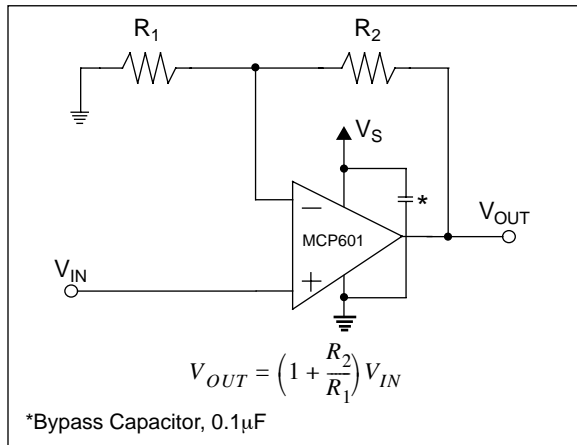 R1
R2
VS
*
VOUT
−
MCP601
VIN
+
VOUT = (1 + R2/R1) VIN
*Bypass Capacitor, 0.1µF